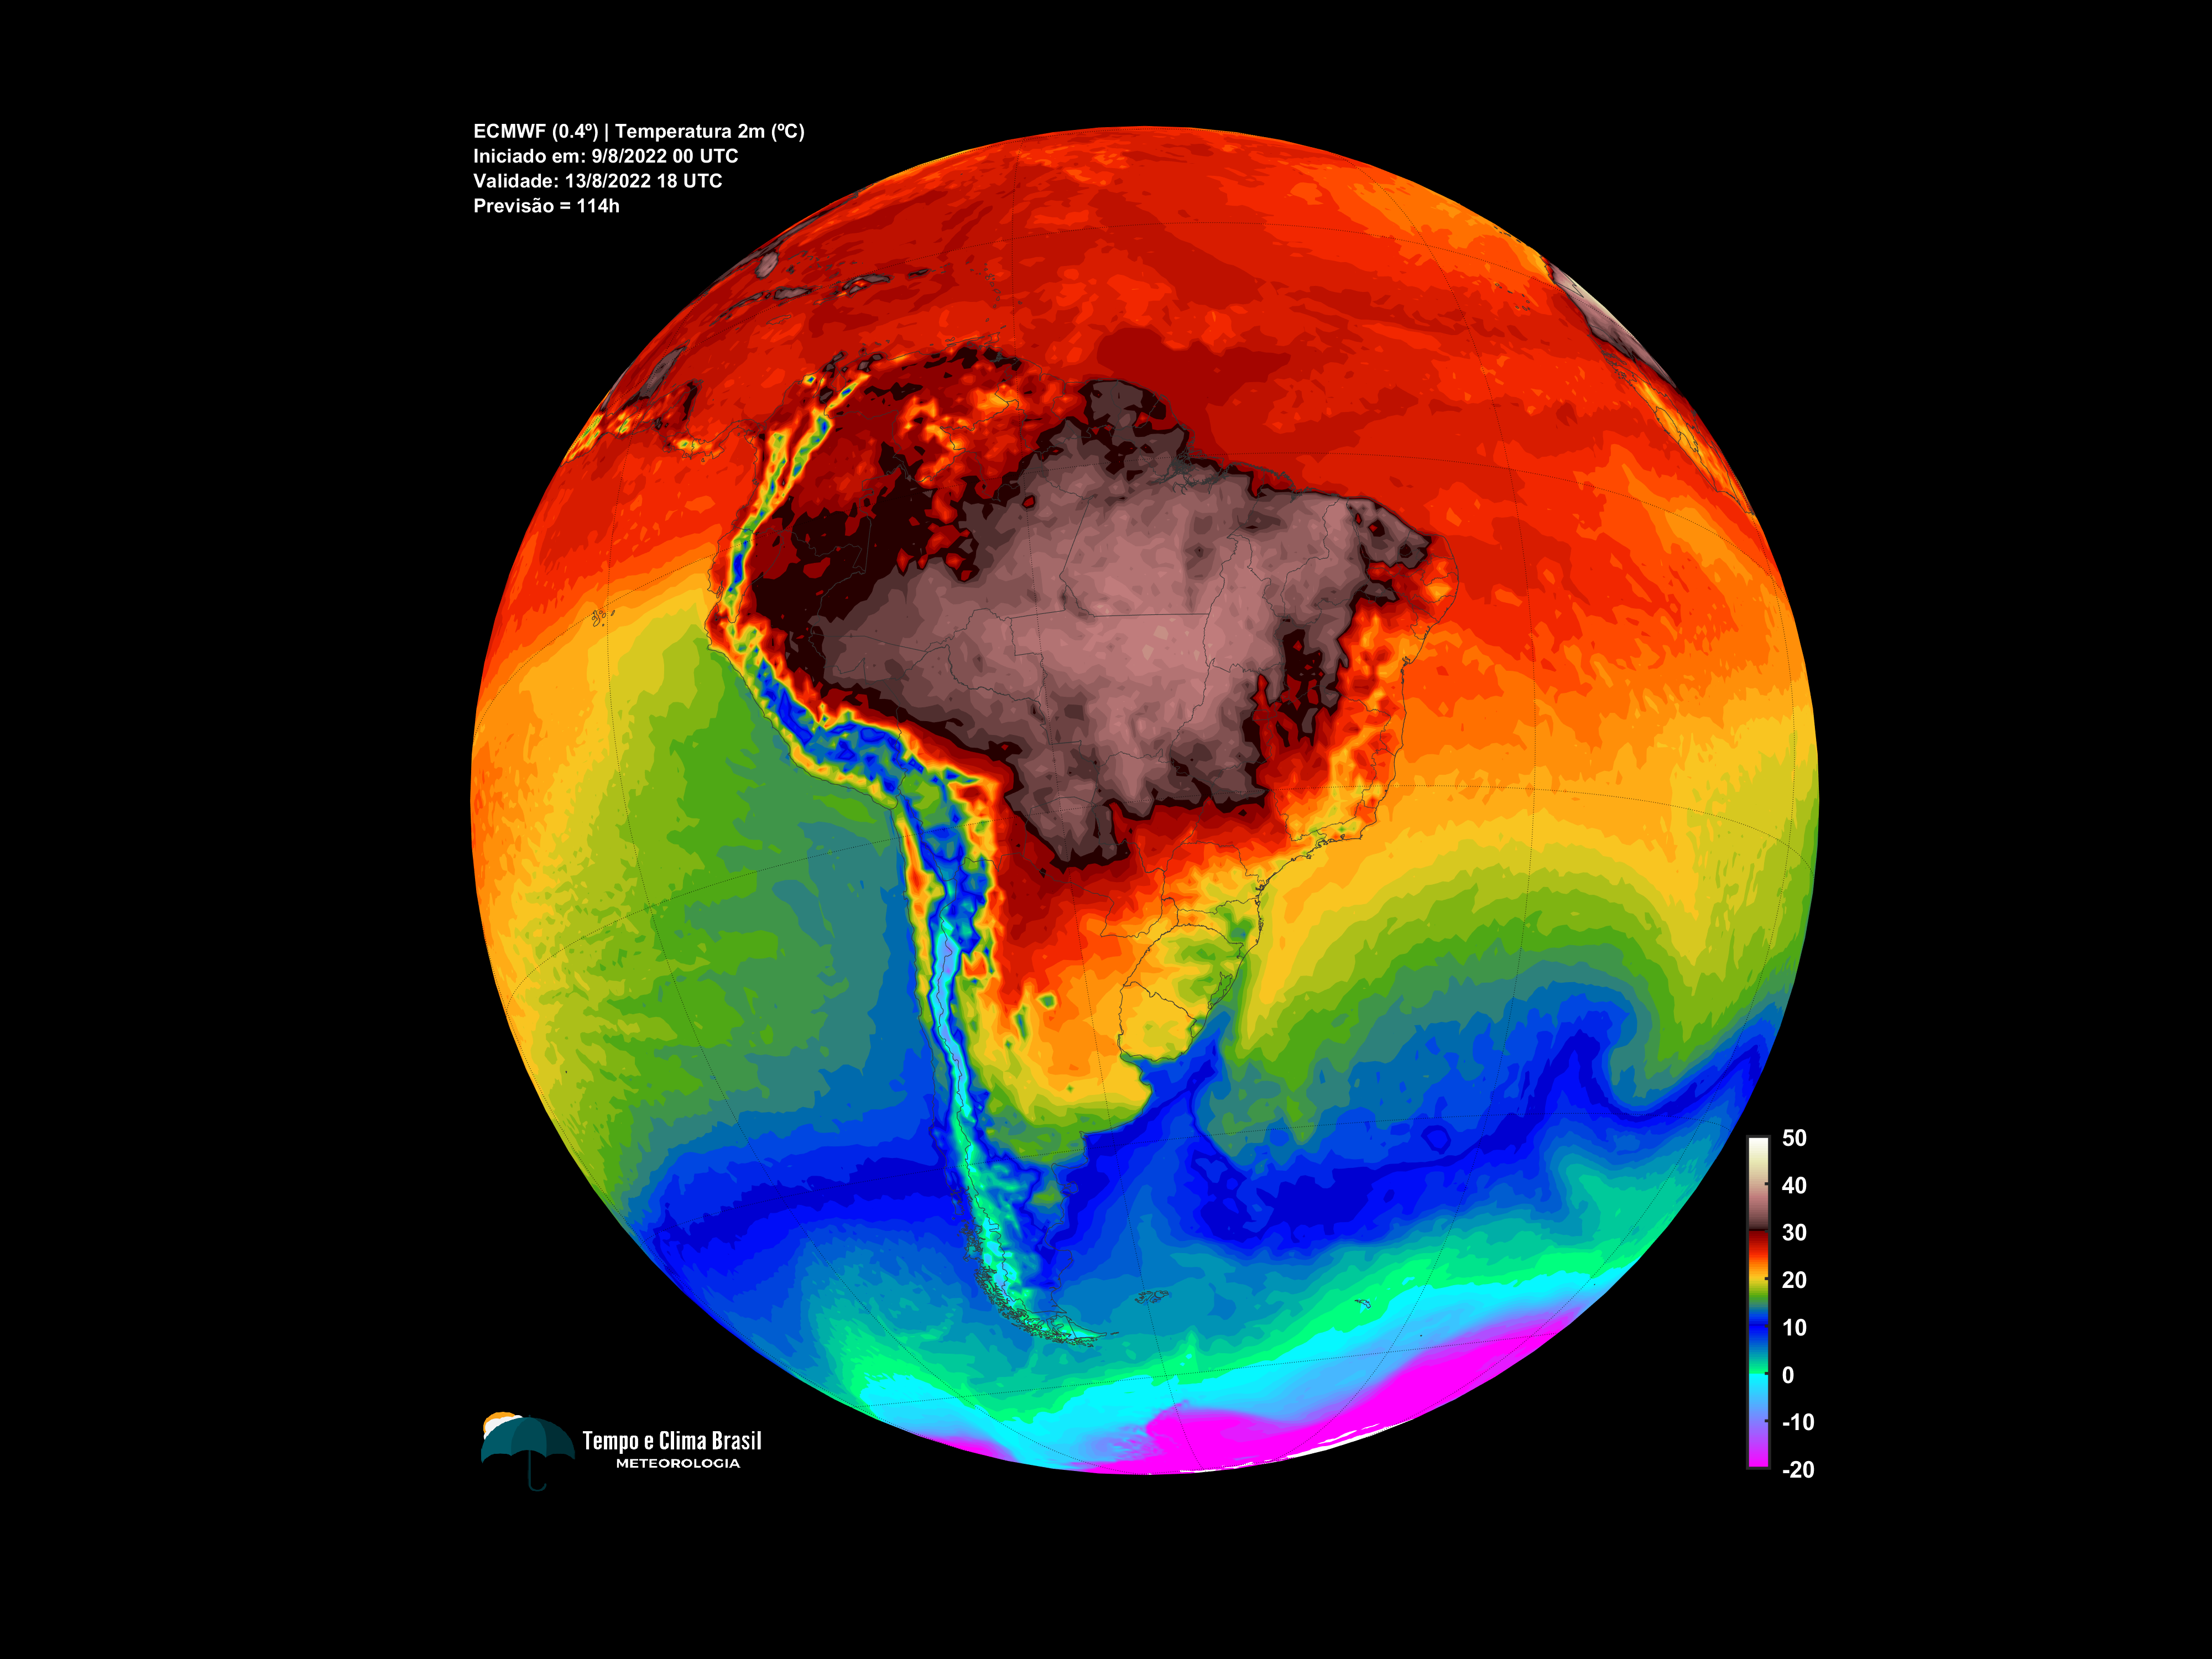 ECMWF (0.4º) | Temperatura 2m (ºC)
Iniciado em: 9/8/2022 00 UTC
Validade: 13/8/2022 18 UTC
Previsão = 114h
50
40
30
20
10
0
-10
-20
Tempo e Clima Brasil
METEOROLOGIA